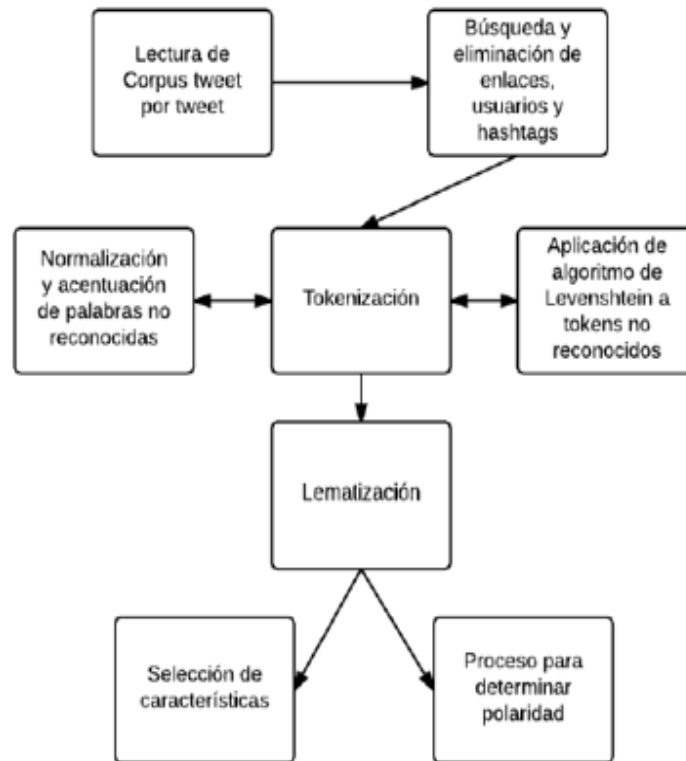 Lectura de
Corpus tweet
por tweet
Búsqueda y
eliminación de
enlaces,
usuarios y
hashtags
Normalización
y acentuación
de palabras no
reconocidas
Tokenización
Aplicación de
algoritmo de
Levenshtein a
tokens no
reconocidos
Lematización
Selección de
características
Proceso para
determinar
polaridad